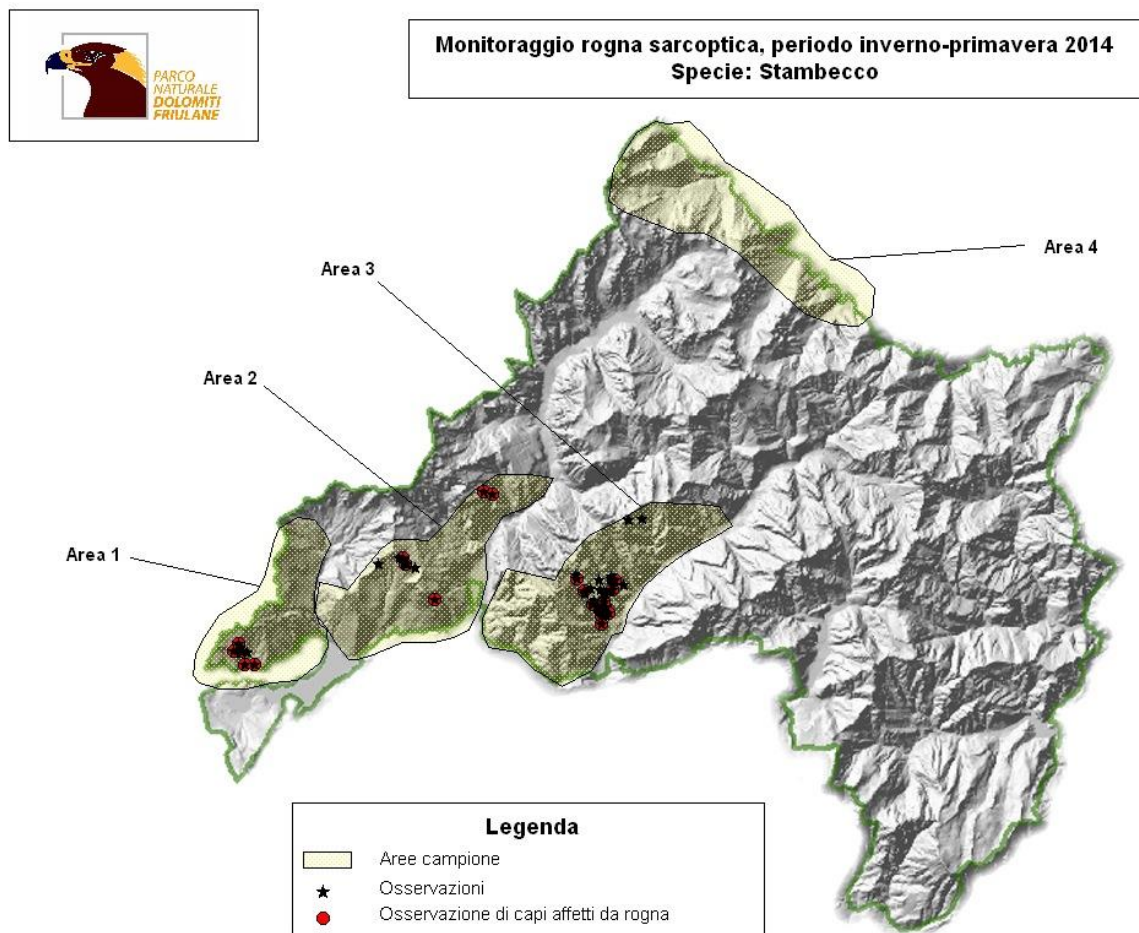 PARCO
NATURALE
DOLOMITI
FRIULANE
Monitoraggio rogna sarcoptica, periodo inverno-primavera 2014
Specie: Stambecco
Area 4
Area 3
Area 2
Area 1
Legenda
Aree campione
Osservazioni
Osservazione di capi affetti da rogna